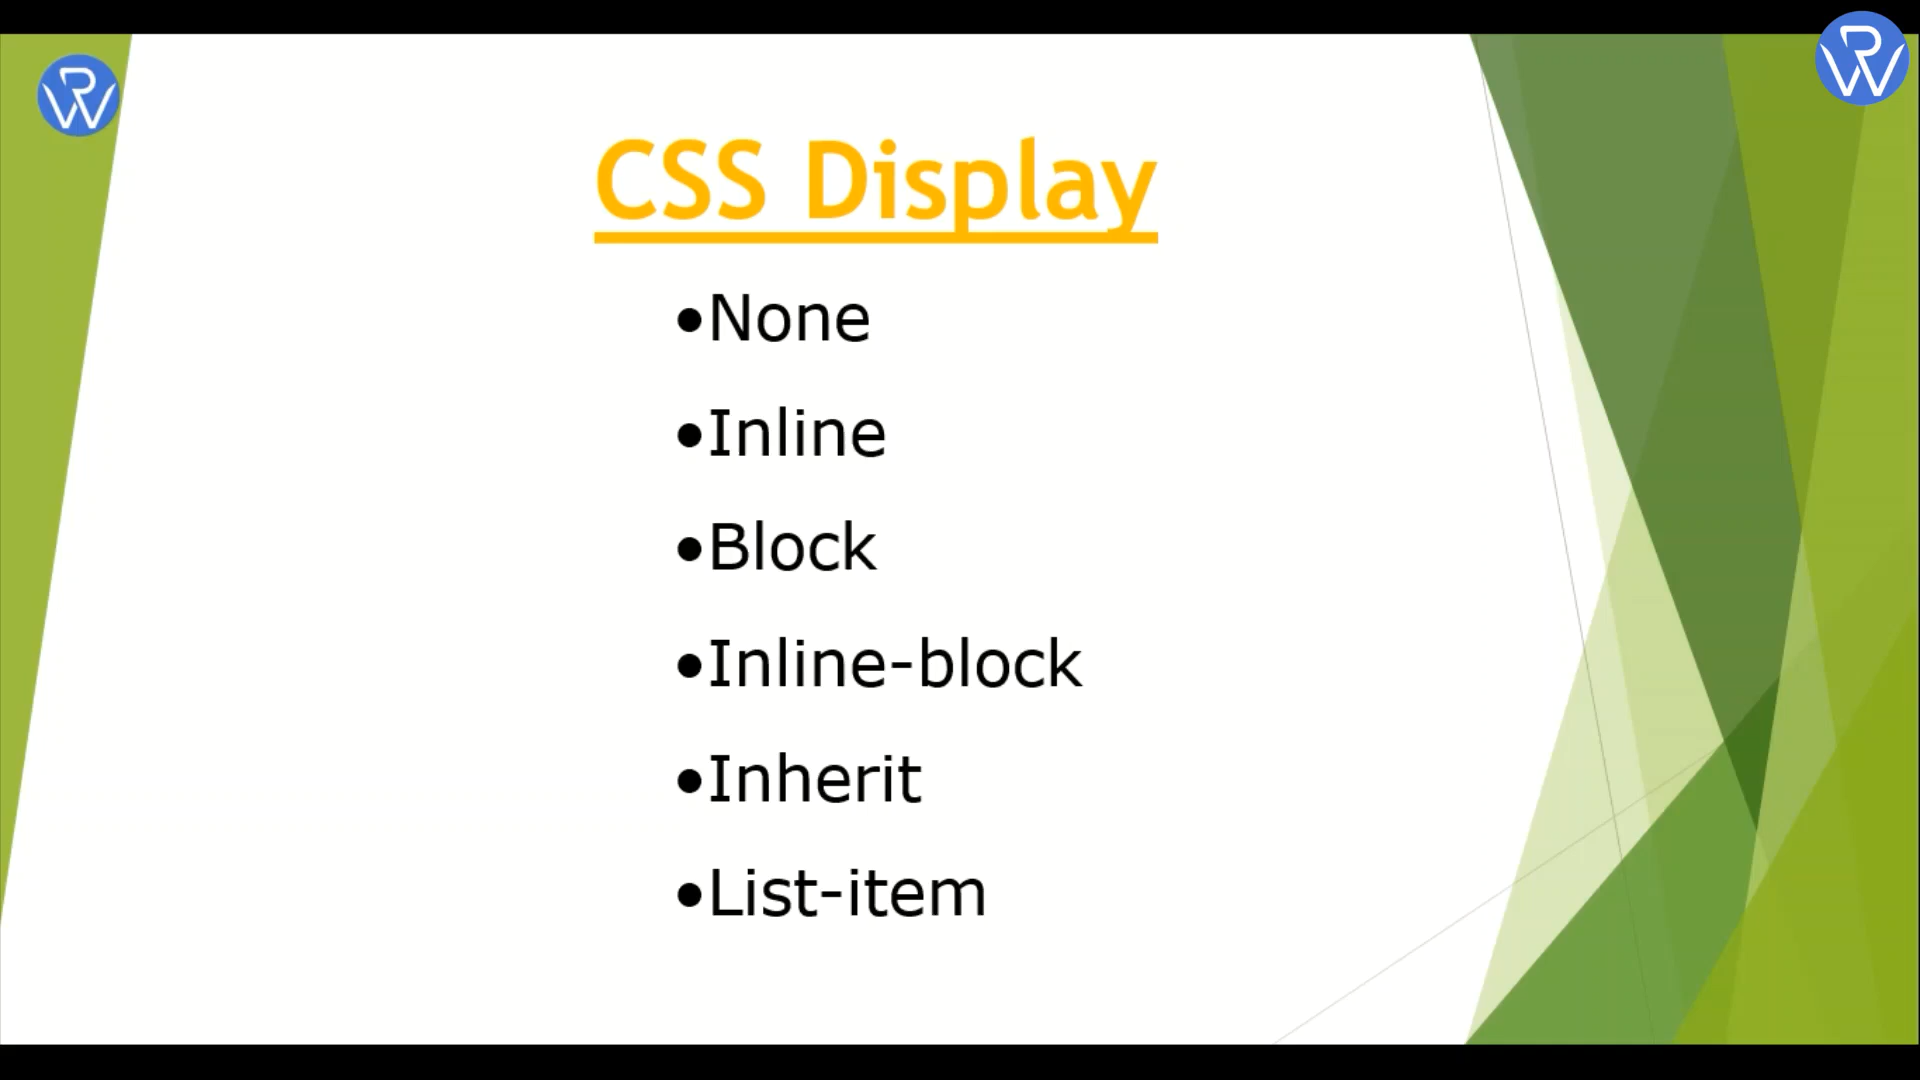 CSS Display
•None
•Inline
•Block
•Inline-block
•Inherit
•List-item